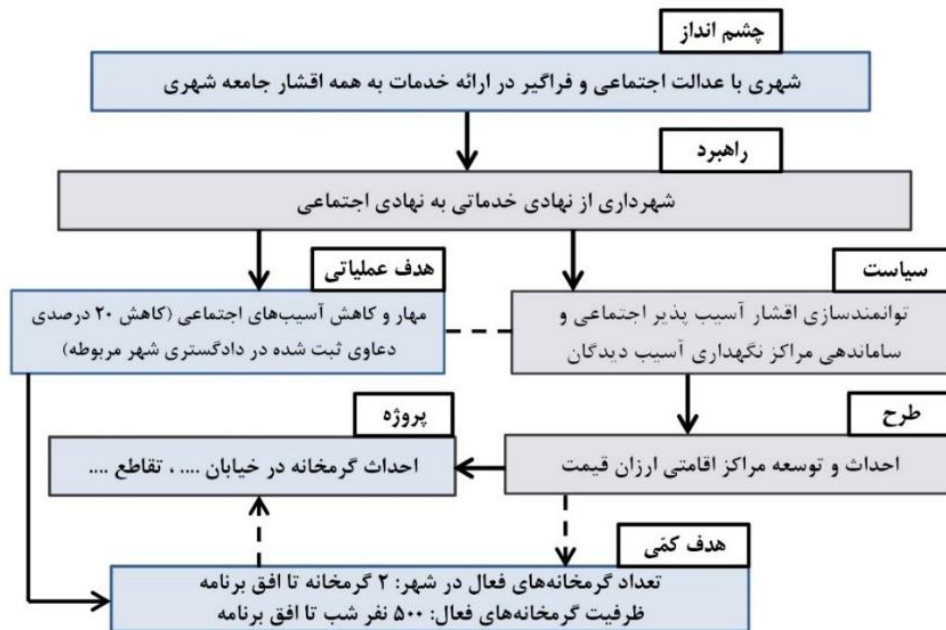 چشم انداز
شهری با عدالت اجتماعی و فراگیر در ارائه خدمات به همه اقشار جامعه شهری
راهبرد
شهرداری از نهادی خدماتی به نهادی اجتماعی
سیاست
توانمندسازی اقشار آسیب پذیر اجتماعی و
ساماندهی مراکز نگهداری آسیب دیدگان
هدف عملیاتی
مهار و کاهش آسیب‌های اجتماعی (کاهش ۲۰ درصدی
دعاوی ثبت شده در دادگستری شهر مربوطه)
طرح
احداث و توسعه مراکز اقامتی ارزان قیمت
پروژه
احداث گرمخانه در خیابان .... ، تقاطع ....
هدف کمّی
تعداد گرمخانه‌های فعال در شهر: ۲ گرمخانه تا افق برنامه
ظرفیت گرمخانه‌های فعال: ۵۰۰ نفر شب تا افق برنامه